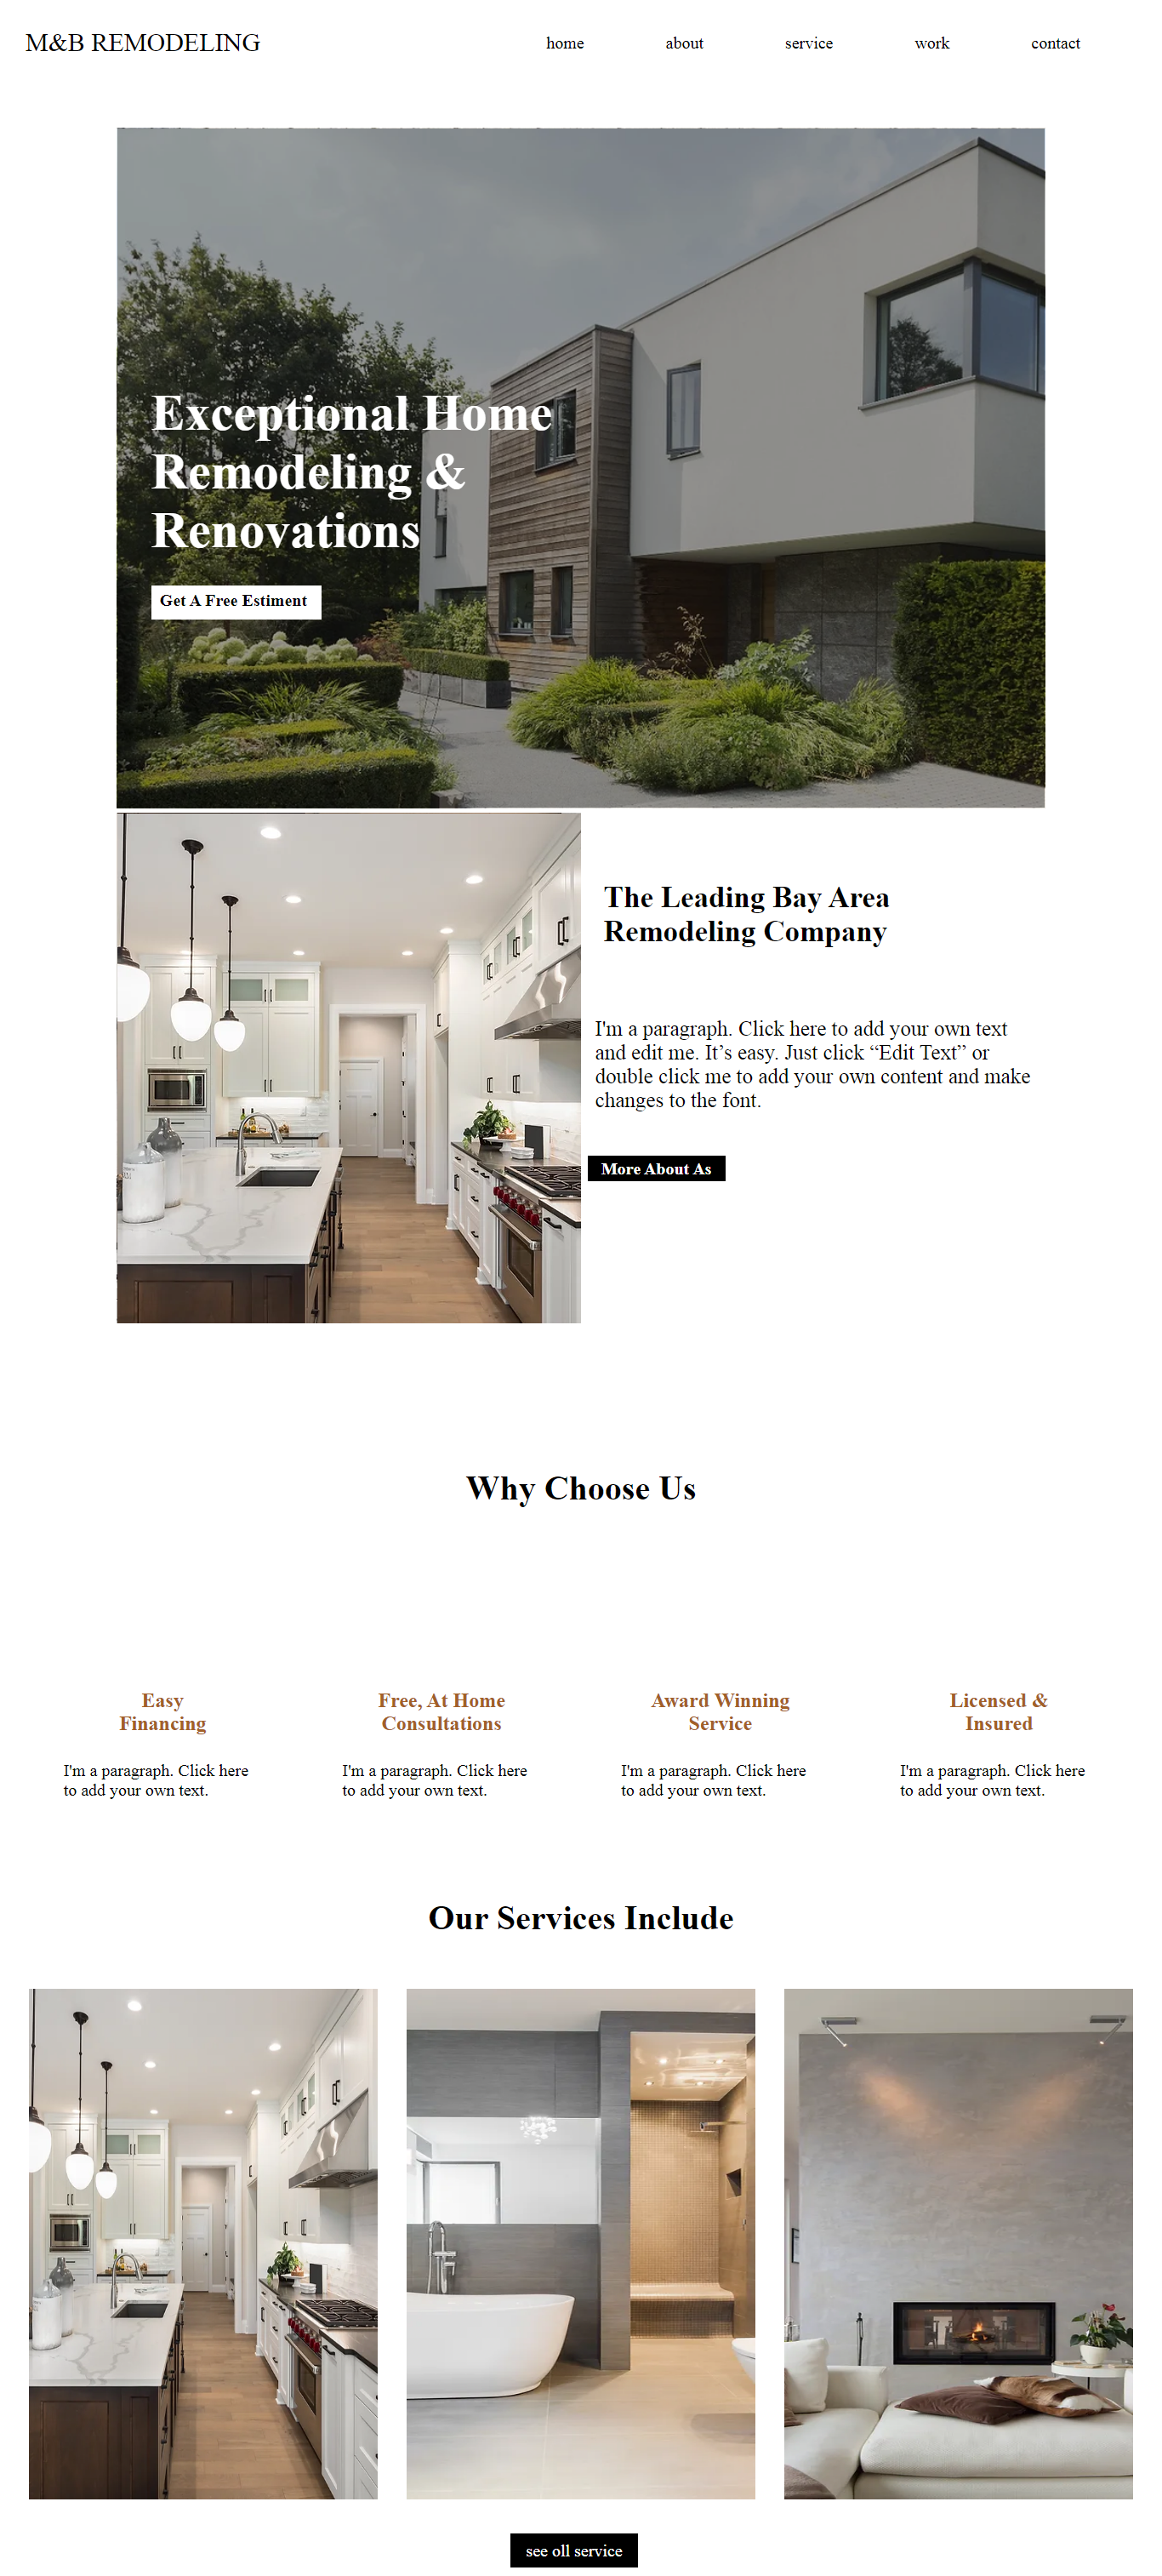 M&B REMODELING
home about service work contact
Exceptional Home
Remodeling &
Renovations
Get A Free Estiment
The Leading Bay Area
Remodeling Company
I'm a paragraph. Click here to add your own text
and edit me. It’s easy. Just click “Edit Text” or
double click me to add your own content and make
changes to the font.
More About As
Why Choose Us
Easy
Financing
I'm a paragraph. Click here
to add your own text.
Free, At Home
Consultations
I'm a paragraph. Click here
to add your own text.
Award Winning
Service
I'm a paragraph. Click here
to add your own text.
Licensed &
Insured
I'm a paragraph. Click here
to add your own text.
Our Services Include
see oll service